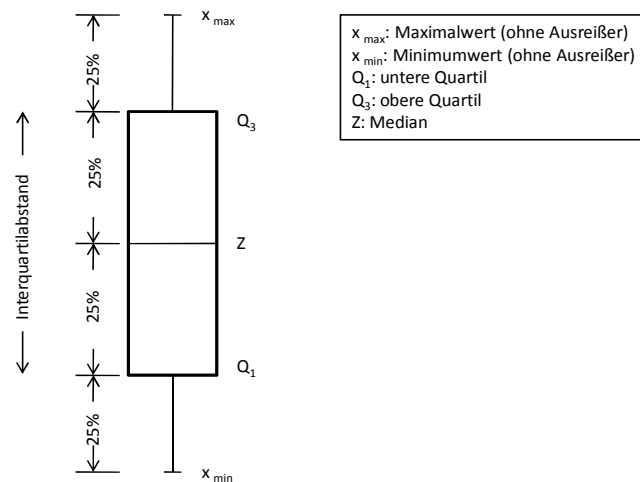 x max
x max: Maximalwert (ohne Ausreißer)
x min: Minimumwert (ohne Ausreißer)
Q1: untere Quartil
Q3: obere Quartil
Z: Median
25%
Q3
25%
Interquartilabstand
Z
25%
Q1
25%
x min